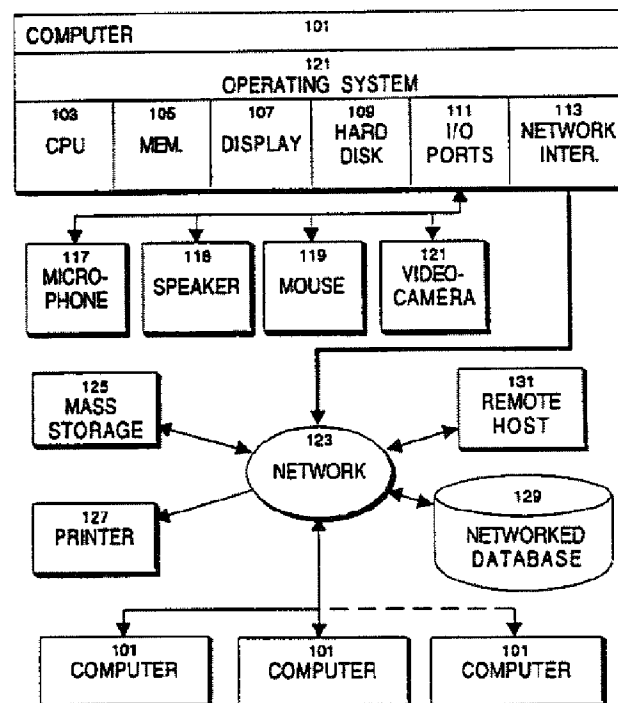 COMPUTER 101
121
OPERATING SYSTEM
103 105 107 109 111 113
CPU MEM. DISPLAY HARD DISK I/O PORTS NETWORK INTER.
117
MICRO-
PHONE
118
SPEAKER
119
MOUSE
121
VIDEO-
CAMERA
125
MASS
STORAGE
131
REMOTE
HOST
123
NETWORK
127
PRINTER
129
NETWORKED
DATABASE
101
COMPUTER
101
COMPUTER
101
COMPUTER